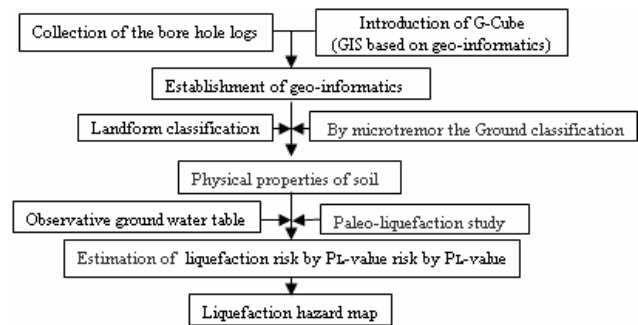 Collection of the bore hole logs
Introduction of G-Cube
(GIS based on geo-informatics)
Establishment of geo-informatics
Landform classification
By microtremor the Ground classification
Physical properties of soil
Observative ground water table
Paleo-liquefaction study
Estimation of liquefaction risk by PL-value risk by PL-value
Liquefaction hazard map